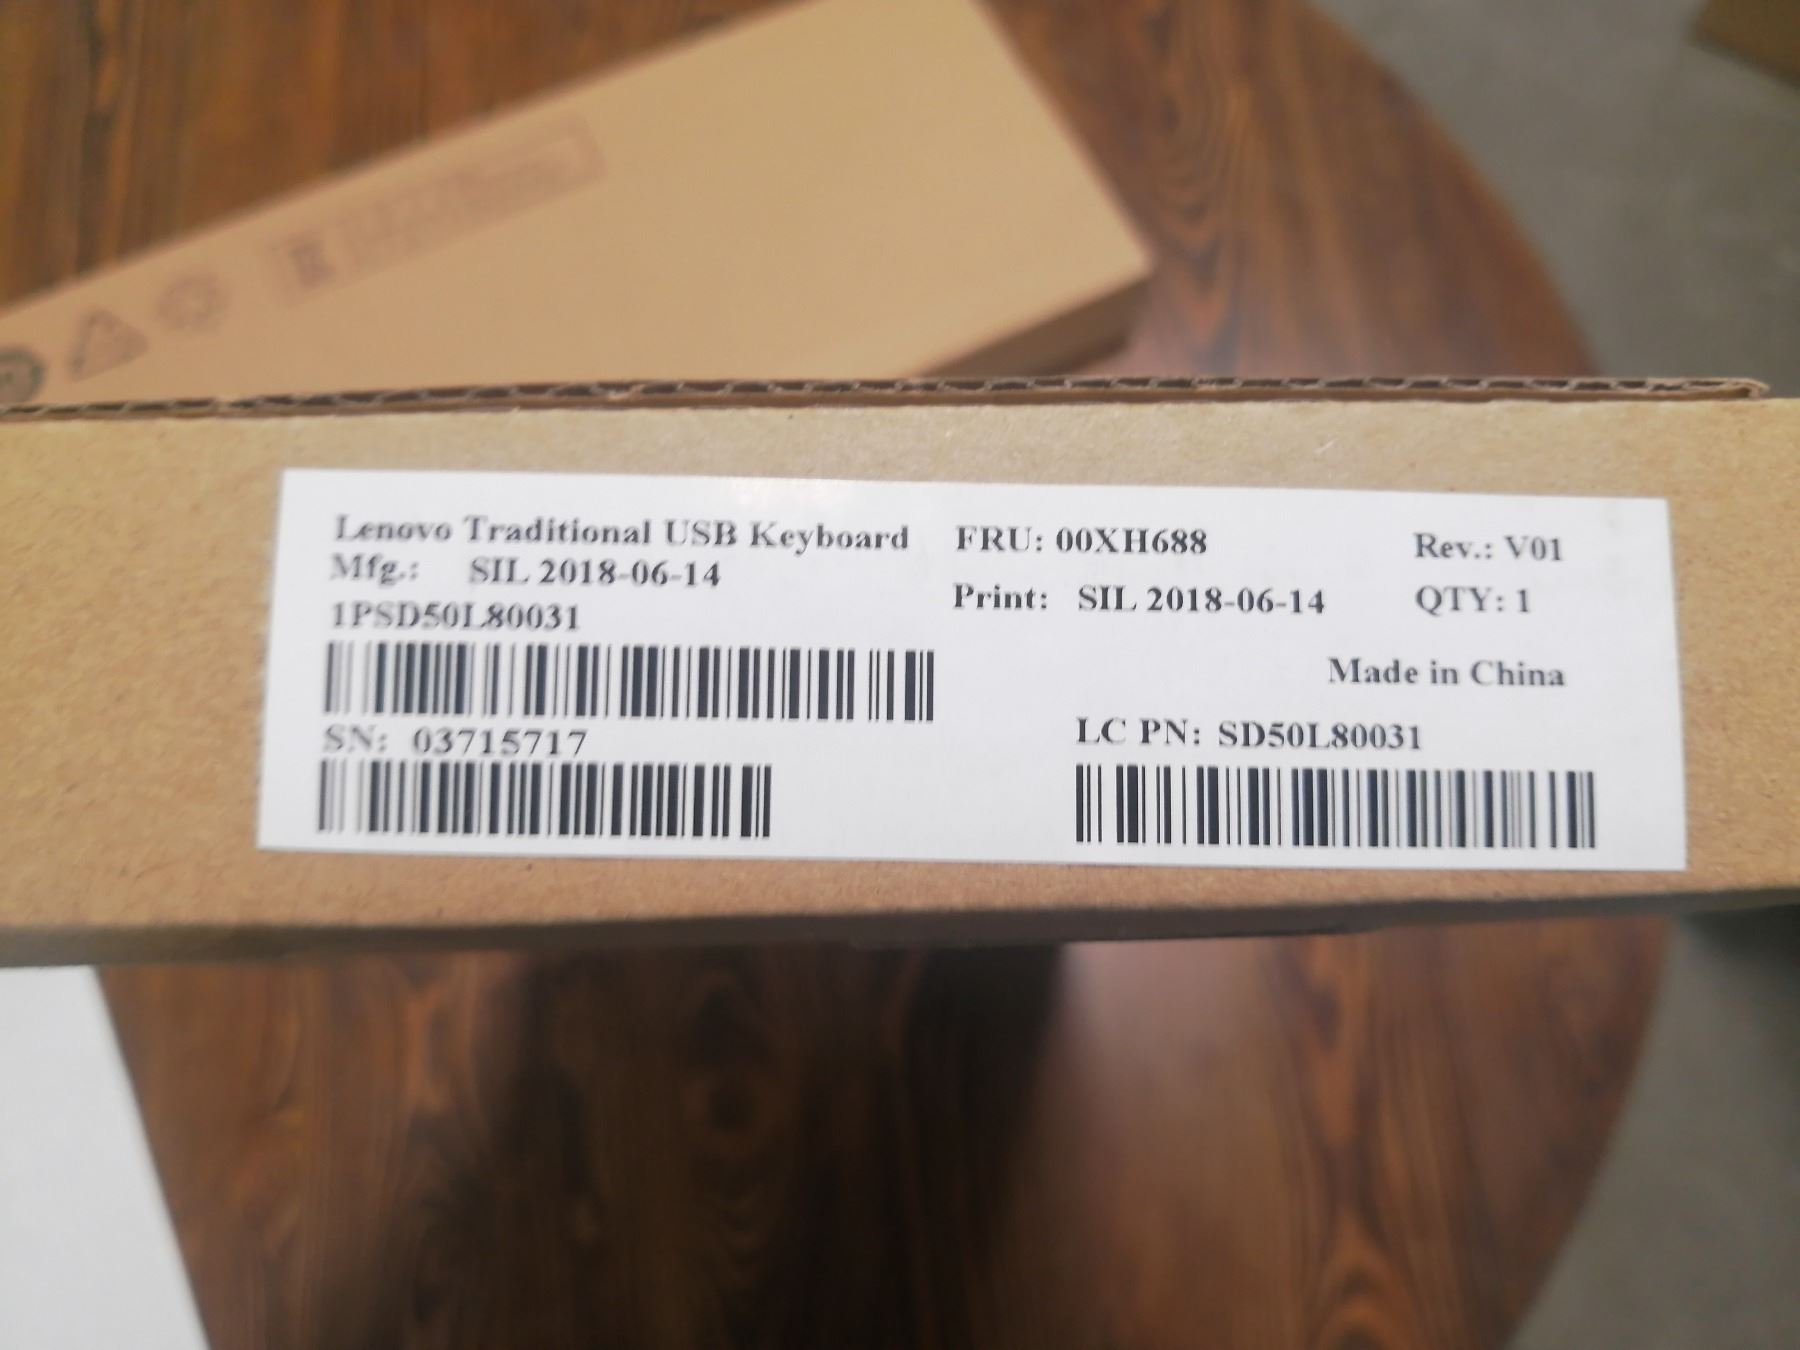 Lenovo Traditional USB Keyboard
Mfg.: SIL 2018-06-14
1PSD50L80031
SN: 03715717
FRU: 00XH688
Print: SIL 2018-06-14
Rev.: V01
QTY: 1
Made in China
LC PN: SD50L80031